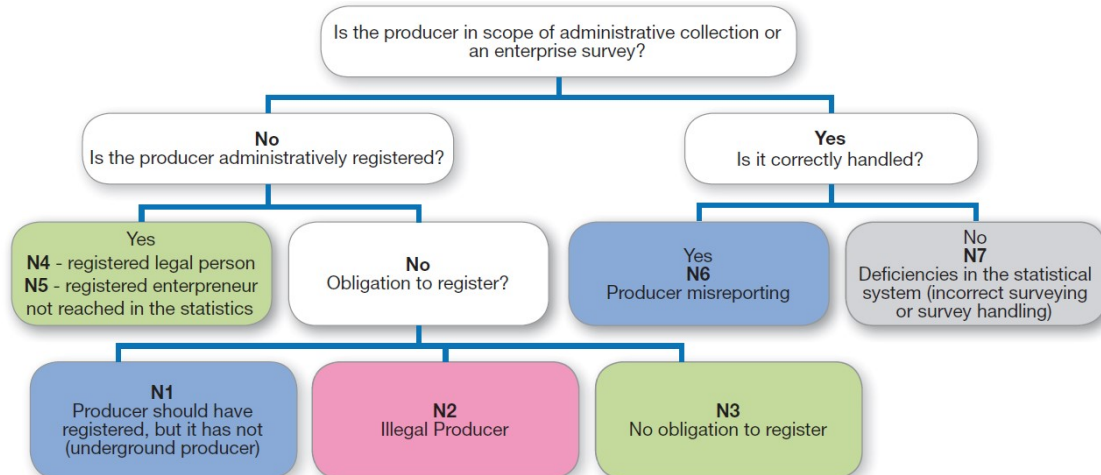 Is the producer in scope of administrative collection or
an enterprise survey?
No
Is the producer administratively registered?
Yes
Is it correctly handled?
Yes
N4 - registered legal person
N5 - registered enterpreneur
not reached in the statistics
No
Obligation to register?
Yes
N6
Producer misreporting
No
N7
Deficiencies in the statistical
system (incorrect surveying
or survey handling)
N1
Producer should have
registered, but it has not
(underground producer)
N2
Illegal Producer
N3
No obligation to register